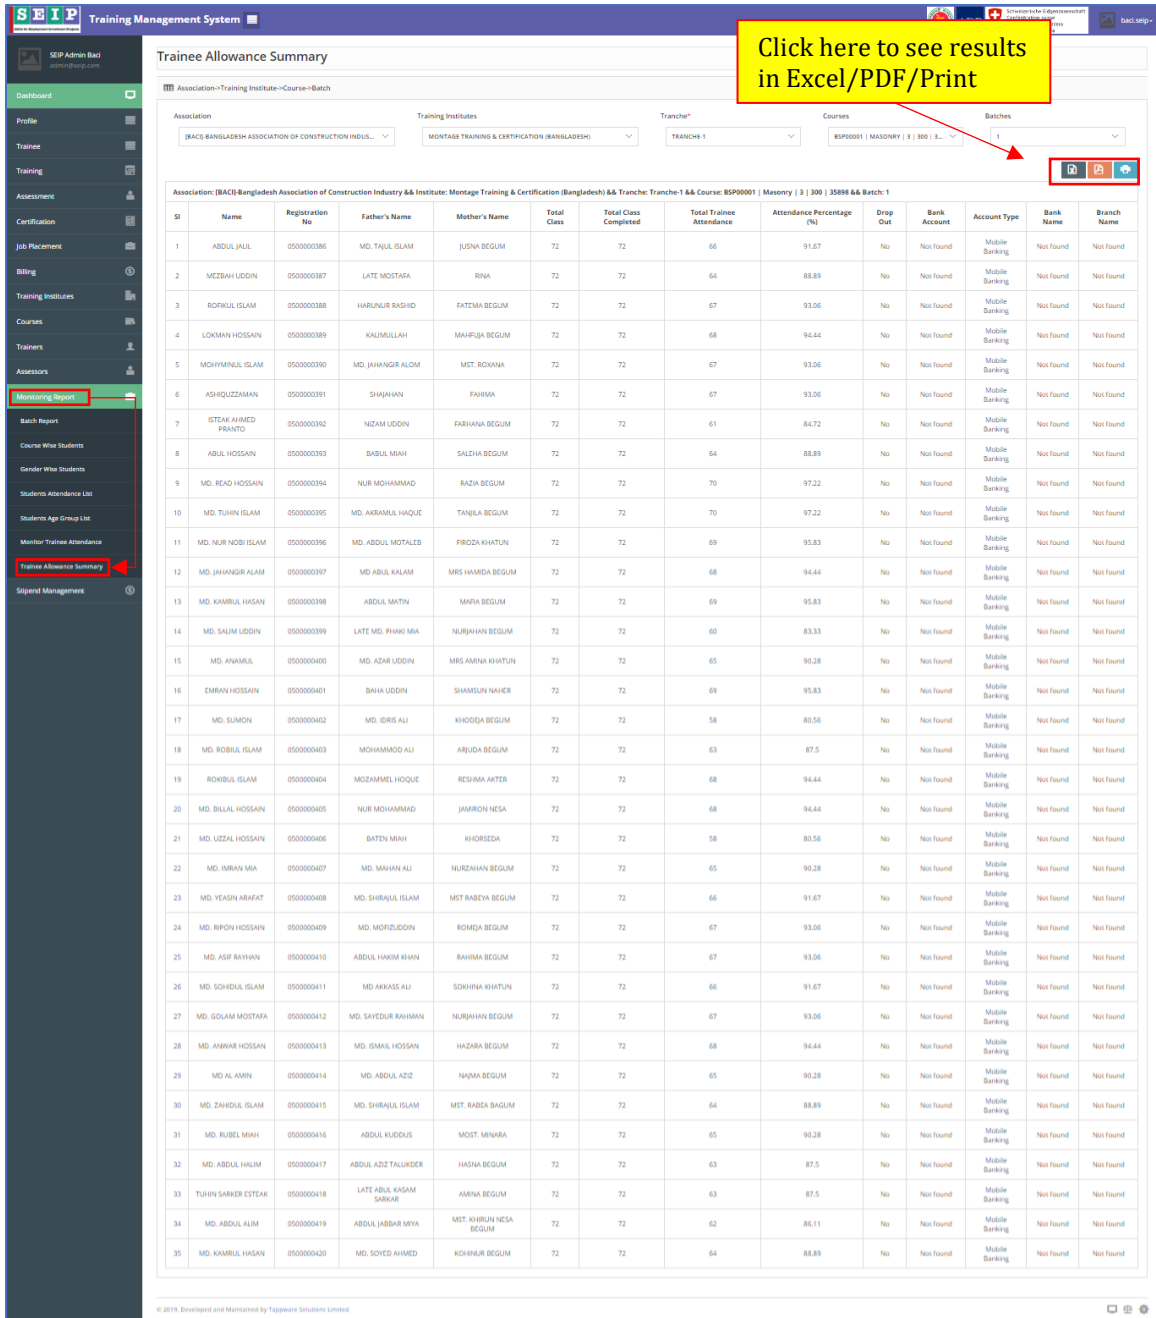 SEIP Training Management System
baci.seip
Click here to see results
in Excel/PDF/Print
SEIP Admin Baci
admin@seip.com
Trainee Allowance Summary
Association->Training Institute->Course->Batch
Association Training Institutes Tranche* Courses Batches
[BACI]-BANGLADESH ASSOCIATION OF CONSTRUCTION INDUS... MONTAGE TRAINING & CERTIFICATION (BANGLADESH) TRANCHE-1 BSP00001 | MASONRY | 3 | 300 | 3... 1
Dashboard
Profile
Trainee
Training
Assessment
Certification
Job Placement
Billing
Training Institutes
Courses
Trainers
Assessors
Monitoring Report
Batch Report
Course Wise Students
Gender Wise Students
Students Attendance List
Students Age Group List
Monitor Trainee Attendance
Trainee Allowance Summary
Stipend Management
Association: [BACI]-Bangladesh Association of Construction Industry && Institute: Montage Training & Certification (Bangladesh) && Tranche: Tranche-1 && Course: BSP00001 | Masonry | 3 | 300 | 35898 && Batch: 1
Sl Name Registration No Father's Name Mother's Name Total Class Total Class Completed Total Trainee Attendance Attendance Percentage (%) Drop Out Bank Account Account Type Bank Name Branch Name
1 ABDUL JALIL 0500000386 MD. TAJUL ISLAM JUSNA BEGUM 72 72 66 91.67 No Not found Mobile Banking Not found Not found
2 MEZBAH UDDIN 0500000387 LATE MOSTAFA RINA 72 72 64 88.89 No Not found Mobile Banking Not found Not found
3 ROFIKUL ISLAM 0500000388 HARUNUR RASHID FATEMA BEGUM 72 72 67 93.06 No Not found Mobile Banking Not found Not found
4 LOKMAN HOSSAIN 0500000389 KALIMULLAH MAHFUJA BEGUM 72 72 68 94.44 No Not found Mobile Banking Not found Not found
5 MOHYMINUL ISLAM 0500000390 MD. JAHANGIR ALOM MST. ROXANA 72 72 67 93.06 No Not found Mobile Banking Not found Not found
6 ASHIQUZZAMAN 0500000391 SHAJAHAN FAHIMA 72 72 67 93.06 No Not found Mobile Banking Not found Not found
7 ISTEAK AHMED PRANTO 0500000392 NIZAM UDDIN FARHANA BEGUM 72 72 61 84.72 No Not found Mobile Banking Not found Not found
8 ABUL HOSSAIN 0500000393 BABUL MIAH SALEHA BEGUM 72 72 64 88.89 No Not found Mobile Banking Not found Not found
9 MD. READ HOSSAIN 0500000394 NUR MOHAMMAD RAZIA BEGUM 72 72 70 97.22 No Not found Mobile Banking Not found Not found
10 MD. TUHIN ISLAM 0500000395 MD. AKRAMUL HAQUE TANJILA BEGUM 72 72 70 97.22 No Not found Mobile Banking Not found Not found
11 MD. NUR NOBI ISLAM 0500000396 MD. ABDUL MOTALEB FIROZA KHATUN 72 72 69 95.83 No Not found Mobile Banking Not found Not found
12 MD. JAHANGIR ALAM 0500000397 MD ABUL KALAM MRS HAMIDA BEGUM 72 72 68 94.44 No Not found Mobile Banking Not found Not found
13 MD. KAMRUL HASAN 0500000398 ABDUL MATIN MAFIA BEGUM 72 72 69 95.83 No Not found Mobile Banking Not found Not found
14 MD. SALIM UDDIN 0500000399 LATE MD. PHAKI MIA NURJAHAN BEGUM 72 72 60 83.33 No Not found Mobile Banking Not found Not found
15 MD. ANAMUL 0500000400 MD. AZAR UDDIN MRS AMINA KHATUN 72 72 65 90.28 No Not found Mobile Banking Not found Not found
16 EMRAN HOSSAIN 0500000401 BAHA UDDIN SHAMSUN NAHER 72 72 69 95.83 No Not found Mobile Banking Not found Not found
17 MD. SUMON 0500000402 MD. IDRIS ALI KHODEJA BEGUM 72 72 58 80.56 No Not found Mobile Banking Not found Not found
18 MD. ROBIUL ISLAM 0500000403 MOHAMMOD ALI ARJUDA BEGUM 72 72 63 87.5 No Not found Mobile Banking Not found Not found
19 ROKIBUL ISLAM 0500000404 MOZAMMEL HOQUE RESHMA AKTER 72 72 68 94.44 No Not found Mobile Banking Not found Not found
20 MD. BILLAL HOSSAIN 0500000405 NUR MOHAMMAD JAMIRON NESA 72 72 68 94.44 No Not found Mobile Banking Not found Not found
21 MD. UZZAL HOSSAIN 0500000406 BATEN MIAH KHORSEDA 72 72 58 80.56 No Not found Mobile Banking Not found Not found
22 MD. IMRAN MIA 0500000407 MD. MAHAN ALI NURZAHAN BEGUM 72 72 65 90.28 No Not found Mobile Banking Not found Not found
23 MD. YEASIN ARAFAT 0500000408 MD. SHIRAJUL ISLAM MST RABEYA BEGUM 72 72 66 91.67 No Not found Mobile Banking Not found Not found
24 MD. RIPON HOSSAIN 0500000409 MD. MOFIZUDDIN ROMEJA BEGUM 72 72 67 93.06 No Not found Mobile Banking Not found Not found
25 MD. ASIF RAYHAN 0500000410 ABDUL HAKIM KHAN RAHIMA BEGUM 72 72 67 93.06 No Not found Mobile Banking Not found Not found
26 MD. SOHIDUL ISLAM 0500000411 MD AKKASS ALI SOKHINA KHATUN 72 72 66 91.67 No Not found Mobile Banking Not found Not found
27 MD. GOLAM MOSTAFA 0500000412 MD. SAYEDUR RAHMAN NURJAHAN BEGUM 72 72 67 93.06 No Not found Mobile Banking Not found Not found
28 MD. ANWAR HOSSAN 0500000413 MD. ISMAIL HOSSAN HAZARA BEGUM 72 72 68 94.44 No Not found Mobile Banking Not found Not found
29 MD AL AMIN 0500000414 MD. ABDUL AZIZ NAJMA BEGUM 72 72 65 90.28 No Not found Mobile Banking Not found Not found
30 MD. ZAHIDUL ISLAM 0500000415 MD. SHIRAJUL ISLAM MST. RABEA BAGUM 72 72 64 88.89 No Not found Mobile Banking Not found Not found
31 MD. RUBEL MIAH 0500000416 ABDUL KUDDUS MOST. MINARA 72 72 65 90.28 No Not found Mobile Banking Not found Not found
32 MD. ABDUL HALIM 0500000417 ABDUL AZIZ TALUKDER HASNA BEGUM 72 72 63 87.5 No Not found Mobile Banking Not found Not found
33 TUHIN SARKER ESTEAK 0500000418 LATE ABUL KASAM SARKAR AMINA BEGUM 72 72 63 87.5 No Not found Mobile Banking Not found Not found
34 MD. ABDUL ALIM 0500000419 ABDUL JABBAR MIYA MST. KHIRUN NESA BEGUM 72 72 62 86.11 No Not found Mobile Banking Not found Not found
35 MD. KAMRUL HASAN 0500000420 MD. SOYED AHMED KOHINUR BEGUM 72 72 64 88.89 No Not found Mobile Banking Not found Not found
© 2019. Developed and Maintained by Tappware Solutions Limited